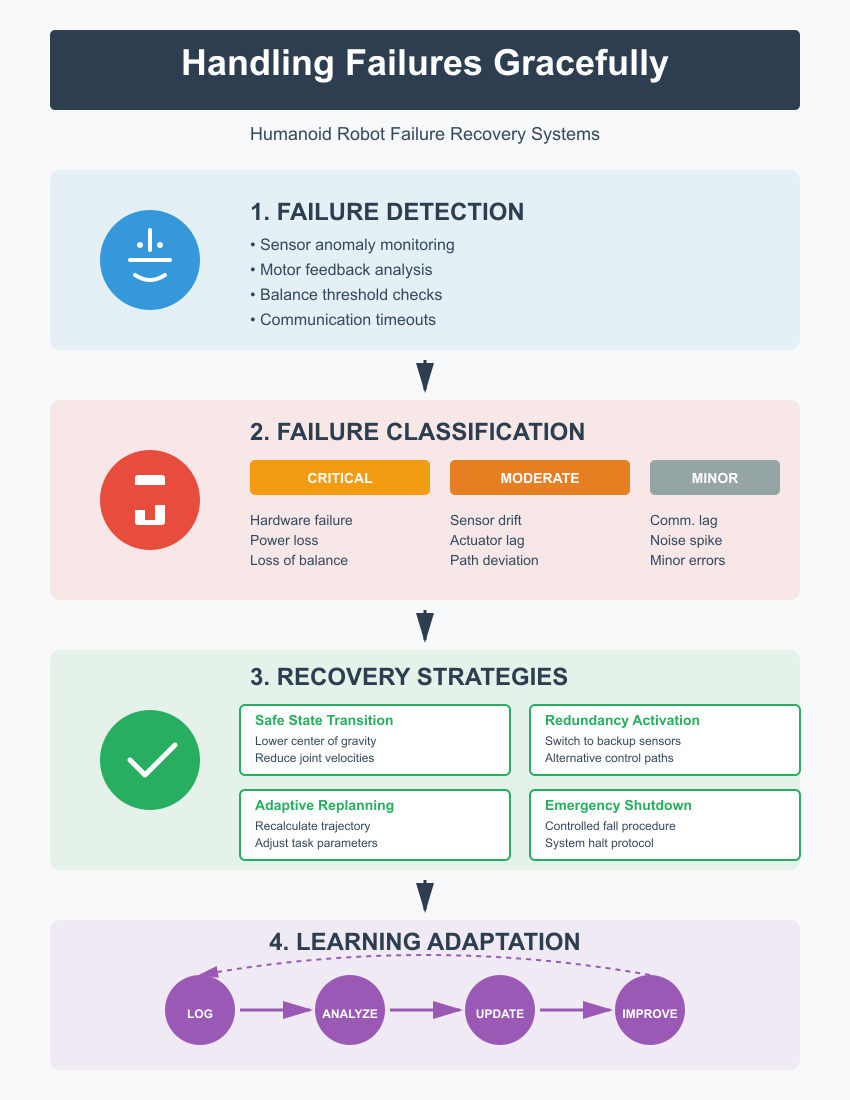 Handling Failures Gracefully
Humanoid Robot Failure Recovery Systems
1. FAILURE DETECTION
• Sensor anomaly monitoring
• Motor feedback analysis
• Balance threshold checks
• Communication timeouts
2. FAILURE CLASSIFICATION
CRITICAL
Hardware failure
Power loss
Loss of balance
MODERATE
Sensor drift
Actuator lag
Path deviation
MINOR
Comm. lag
Noise spike
Minor errors
3. RECOVERY STRATEGIES
Safe State Transition
Lower center of gravity
Reduce joint velocities
Redundancy Activation
Switch to backup sensors
Alternative control paths
Adaptive Replanning
Recalculate trajectory
Adjust task parameters
Emergency Shutdown
Controlled fall procedure
System halt protocol
4. LEARNING ADAPTATION
LOG
ANALYZE
UPDATE
IMPROVE